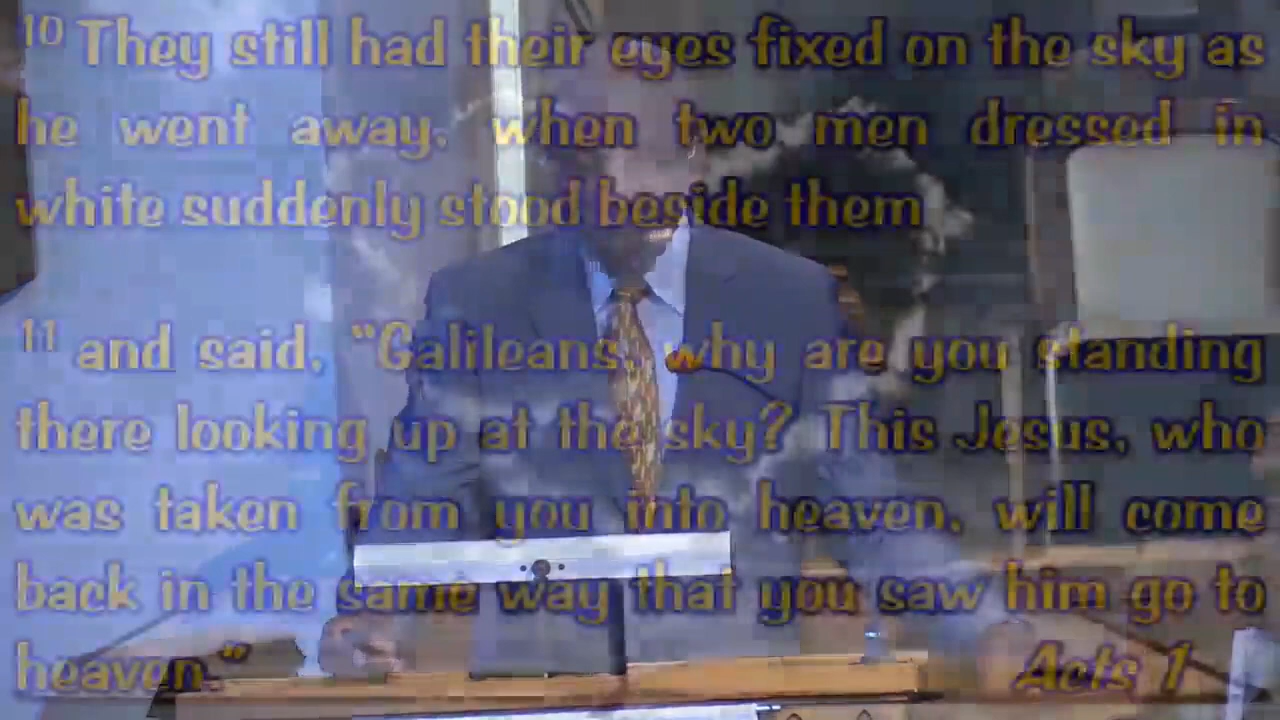 10 They still had their eyes fixed on the sky as
he went away, when two men dressed in
white suddenly stood beside them
11 and said, “Galileans, why are you standing
there looking up at the sky? This Jesus, who
was taken from you into heaven, will come
back in the same way that you saw him go to
heaven.” Acts 1